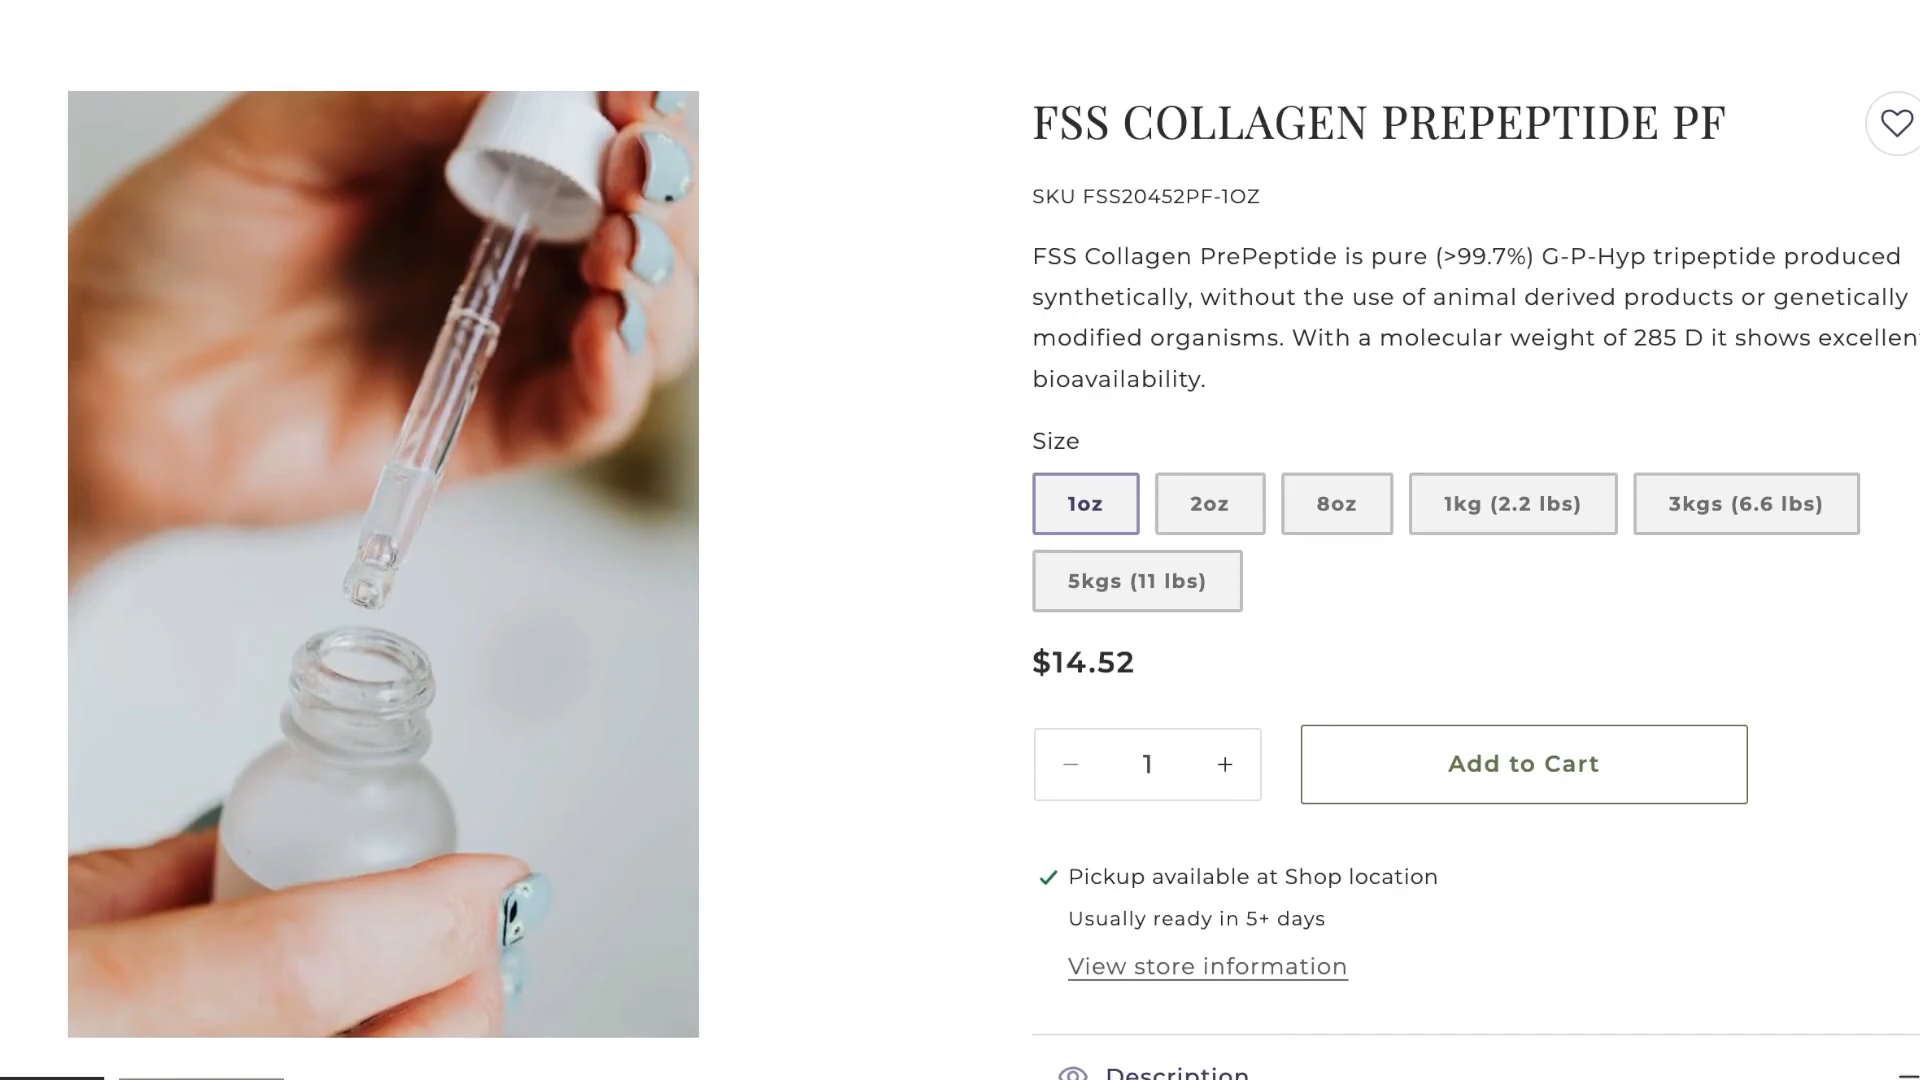 FSS COLLAGEN PREPEPTIDE PF
SKU FSS20452PF-1OZ
FSS Collagen PrePeptide is pure (>99.7%) G-P-Hyp tripeptide produced
synthetically, without the use of animal derived products or genetically
modified organisms. With a molecular weight of 285 D it shows excellent
bioavailability.
Size
1oz 2oz 8oz 1kg (2.2 lbs) 3kgs (6.6 lbs)
5kgs (11 lbs)
$14.52
− 1 + Add to Cart
Pickup available at Shop location
Usually ready in 5+ days
View store information
Description